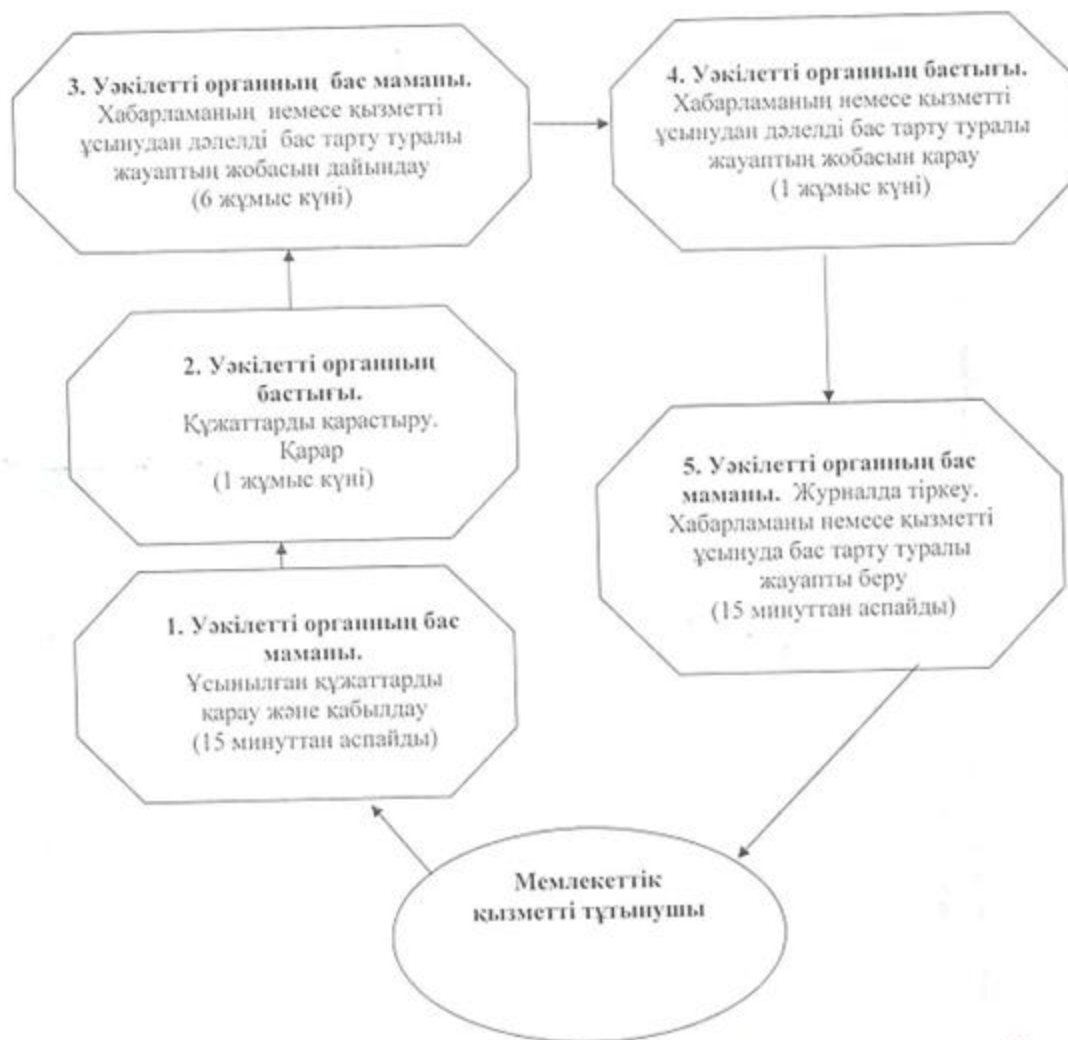 3. Уәкілетті органның бас маманы.
Хабарламаның немесе қызметті
ұсынудан дәлелді бас тарту туралы
жауаптың жобасын дайындау
(6 жұмыс күні)
4. Уәкілетті органның бастығы.
Хабарламаның немесе қызметті
ұсынудан дәлелді бас тарту туралы
жауаптың жобасын қарау
(1 жұмыс күні)
2. Уәкілетті органның
бастығы.
Құжаттарды қарастыру.
Қарар
(1 жұмыс күні)
5. Уәкілетті органның бас
маманы. Журналда тіркеу.
Хабарламаны немесе қызметті
ұсынуда бас тарту туралы
жауапты беру
(15 минуттан аспайды)
1. Уәкілетті органның бас
маманы.
Ұсынылған құжаттарды
қарау және қабылдау
(15 минуттан аспайды)
Мемлекеттік
қызметті тұтынушы